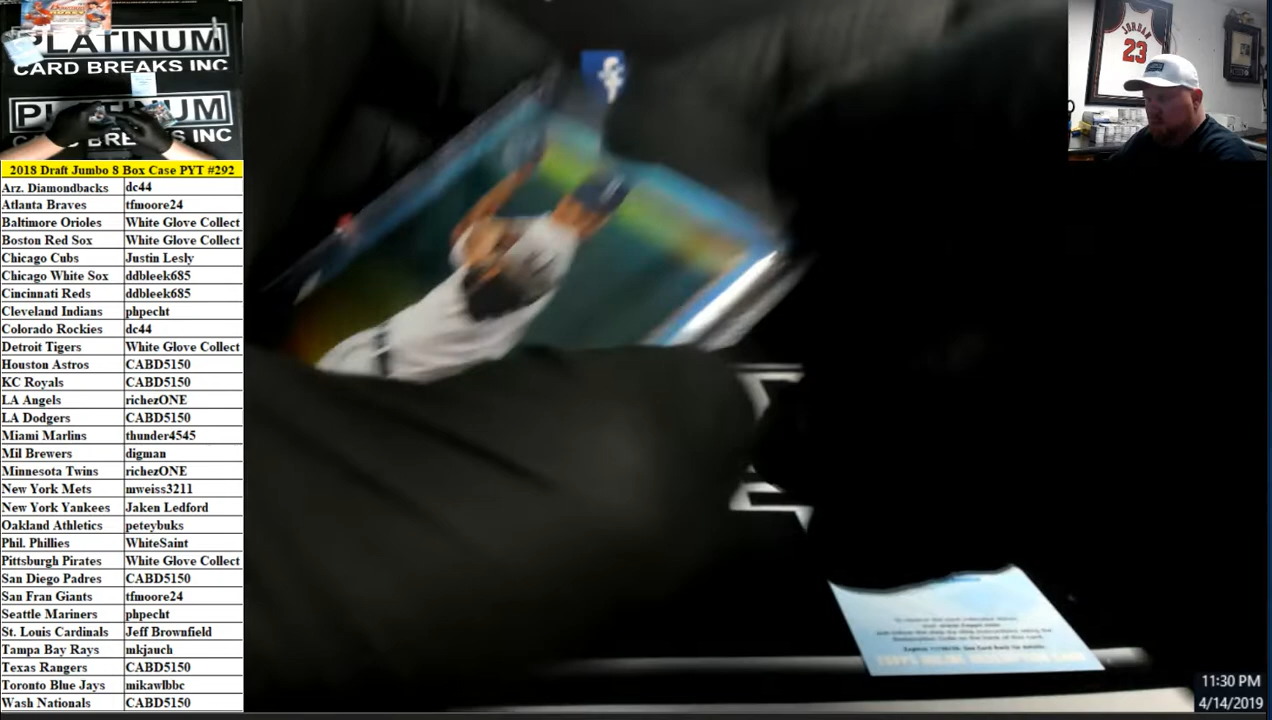 PLATINUM
CARD BREAKS INC
2018 Draft Jumbo 8 Box Case PYT #292
Arz. Diamondbacks dc44
Atlanta Braves tfmoore24
Baltimore Orioles White Glove Collect
Boston Red Sox White Glove Collect
Chicago Cubs Justin Lesly
Chicago White Sox ddbleek685
Cincinnati Reds ddbleek685
Cleveland Indians phpecht
Colorado Rockies dc44
Detroit Tigers White Glove Collect
Houston Astros CABD5150
KC Royals CABD5150
LA Angels richezONE
LA Dodgers CABD5150
Miami Marlins thunder4545
Mil Brewers digman
Minnesota Twins richezONE
New York Mets mweiss3211
New York Yankees Jaken Ledford
Oakland Athletics peteybuks
Phil. Phillies WhiteSaint
Pittsburgh Pirates White Glove Collect
San Diego Padres CABD5150
San Fran Giants tfmoore24
Seattle Mariners phpecht
St. Louis Cardinals Jeff Brownfield
Tampa Bay Rays mkjauch
Texas Rangers CABD5150
Toronto Blue Jays mikawlbbc
Wash Nationals CABD5150
JORDAN
23
11:30 PM
4/14/2019